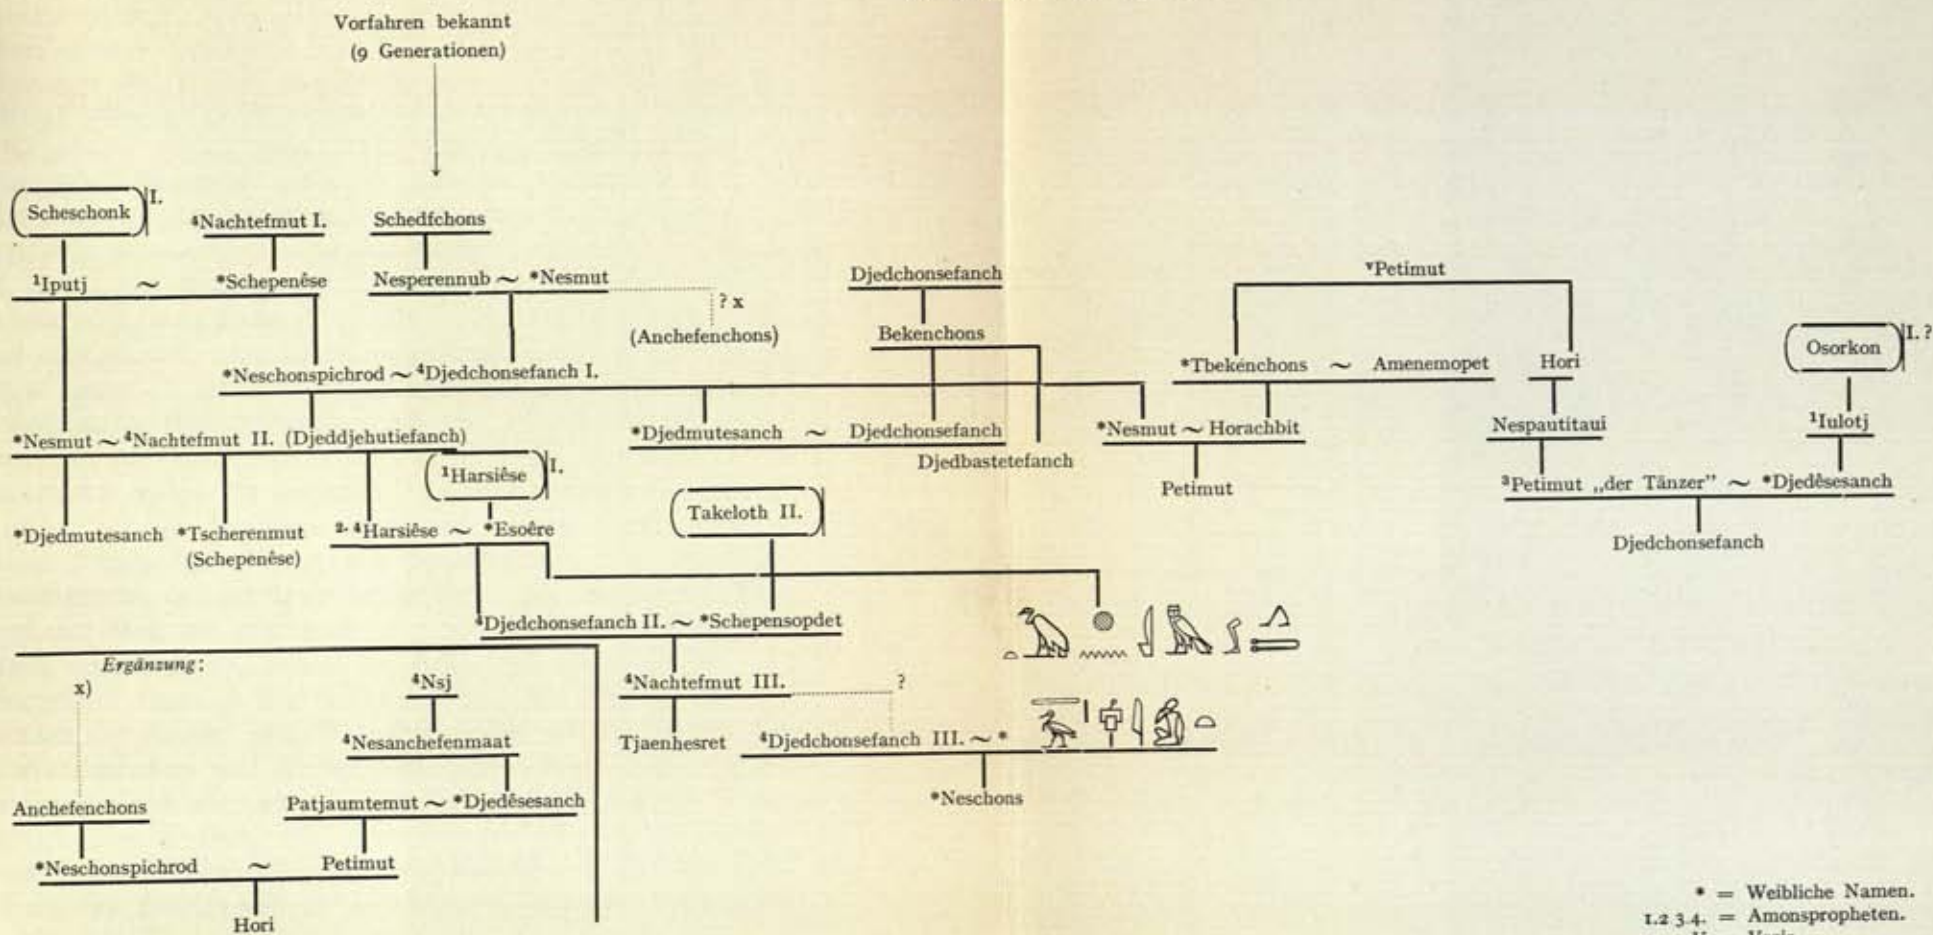 Vorfahren bekannt
(9 Generationen)
Scheschonk I.
⁴Nachtefmut I.
Schedfchons
¹Iputj ~ *Schepenêse
Nesperennub ~ *Nesmut
? x
(Anchefenchons)
Djedchonsefanch
Bekenchons
ᵛPetimut
*Tbekenchons ~ Amenemopet
Hori
Osorkon I. ?
*Neschonspichrod ~ ⁴Djedchonsefanch I.
*Nesmut ~ ⁴Nachtefmut II. (Djeddjehutiefanch)
*Djedmutesanch ~ Djedchonsefanch
*Nesmut ~ Horachbit
Nespautitaui
¹Iulotj
¹Harsiêse I.
Djedbastetefanch
Petimut
³Petimut „der Tänzer” ~ *Djedêsesanch
Takeloth II.
*Djedmutesanch
*Tscherenmut
(Schepenêse)
²· ⁴Harsiêse ~ *Esoêre
Djedchonsefanch
⁴Djedchonsefanch II. ~ *Schepensopdet
Ergänzung:
x)
⁴Nsj
⁴Nachtefmut III.
?
⁴Nesanchefenmaat
Tjaenhesret
⁴Djedchonsefanch III. ~ *
Anchefenchons
Patjaumtemut ~ *Djedêsesanch
*Neschons
*Neschonspichrod ~ Petimut
Hori
* = Weibliche Namen.
1.2 3.4. = Amonspropheten.